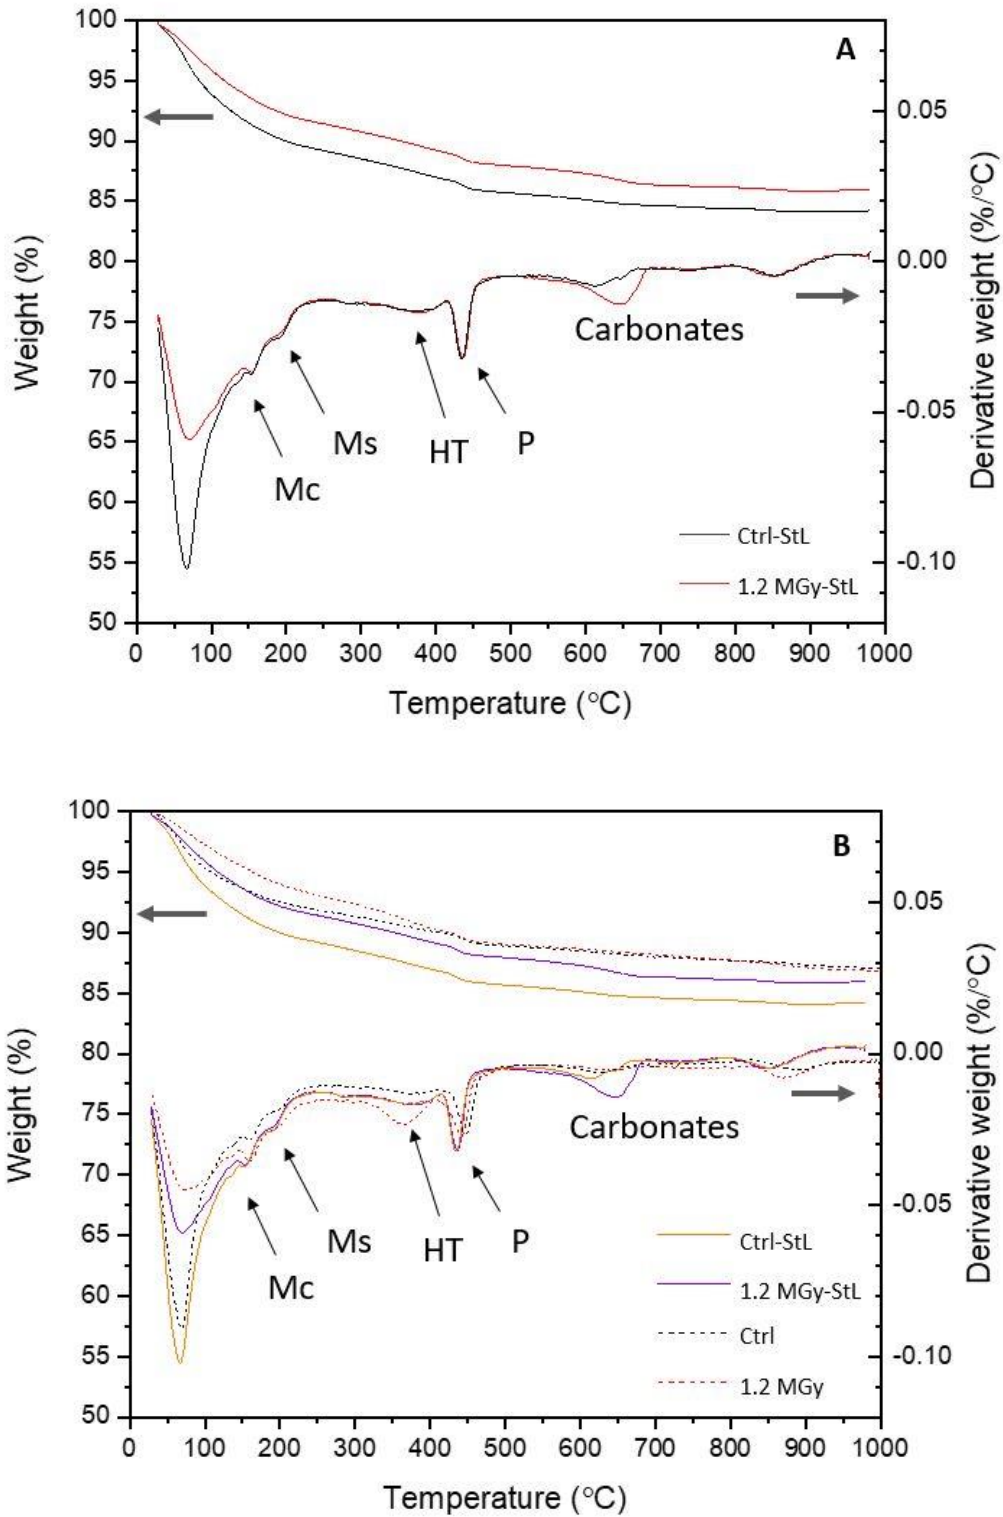 A
100
95
90
85
80
75
70
65
60
55
50
Weight (%)
0.05
0.00
-0.05
-0.10
Derivative weight (%/°C)
Carbonates
Ms
HT
P
Mc
Ctrl-StL
1.2 MGy-StL
0 100 200 300 400 500 600 700 800 900 1000
Temperature (°C)
B
100
95
90
85
80
75
70
65
60
55
50
Weight (%)
0.05
0.00
-0.05
-0.10
Derivative weight (%/°C)
Carbonates
Ms
HT
P
Mc
Ctrl-StL
1.2 MGy-StL
Ctrl
1.2 MGy
0 100 200 300 400 500 600 700 800 900 1000
Temperature (°C)